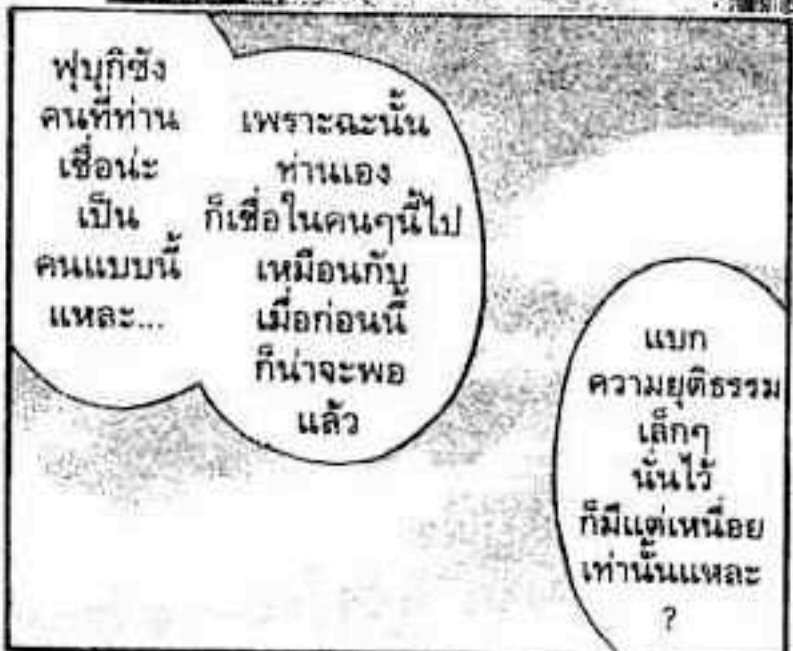 ฟุบุกิซัง
คนที่ท่าน
เชื่อน่ะ
เป็น
คนแบบนี้
แหละ...
เพราะฉะนั้น
ท่านเอง
ก็เชื่อในคนๆนี้ไป
เหมือนกับ
เมื่อก่อนนี้
ก็น่าจะพอ
แล้ว
แบก
ความยุติธรรม
เล็กๆ
นั่นไว้
ก็มีแต่เหนื่อย
เท่านั้นแหละ
?